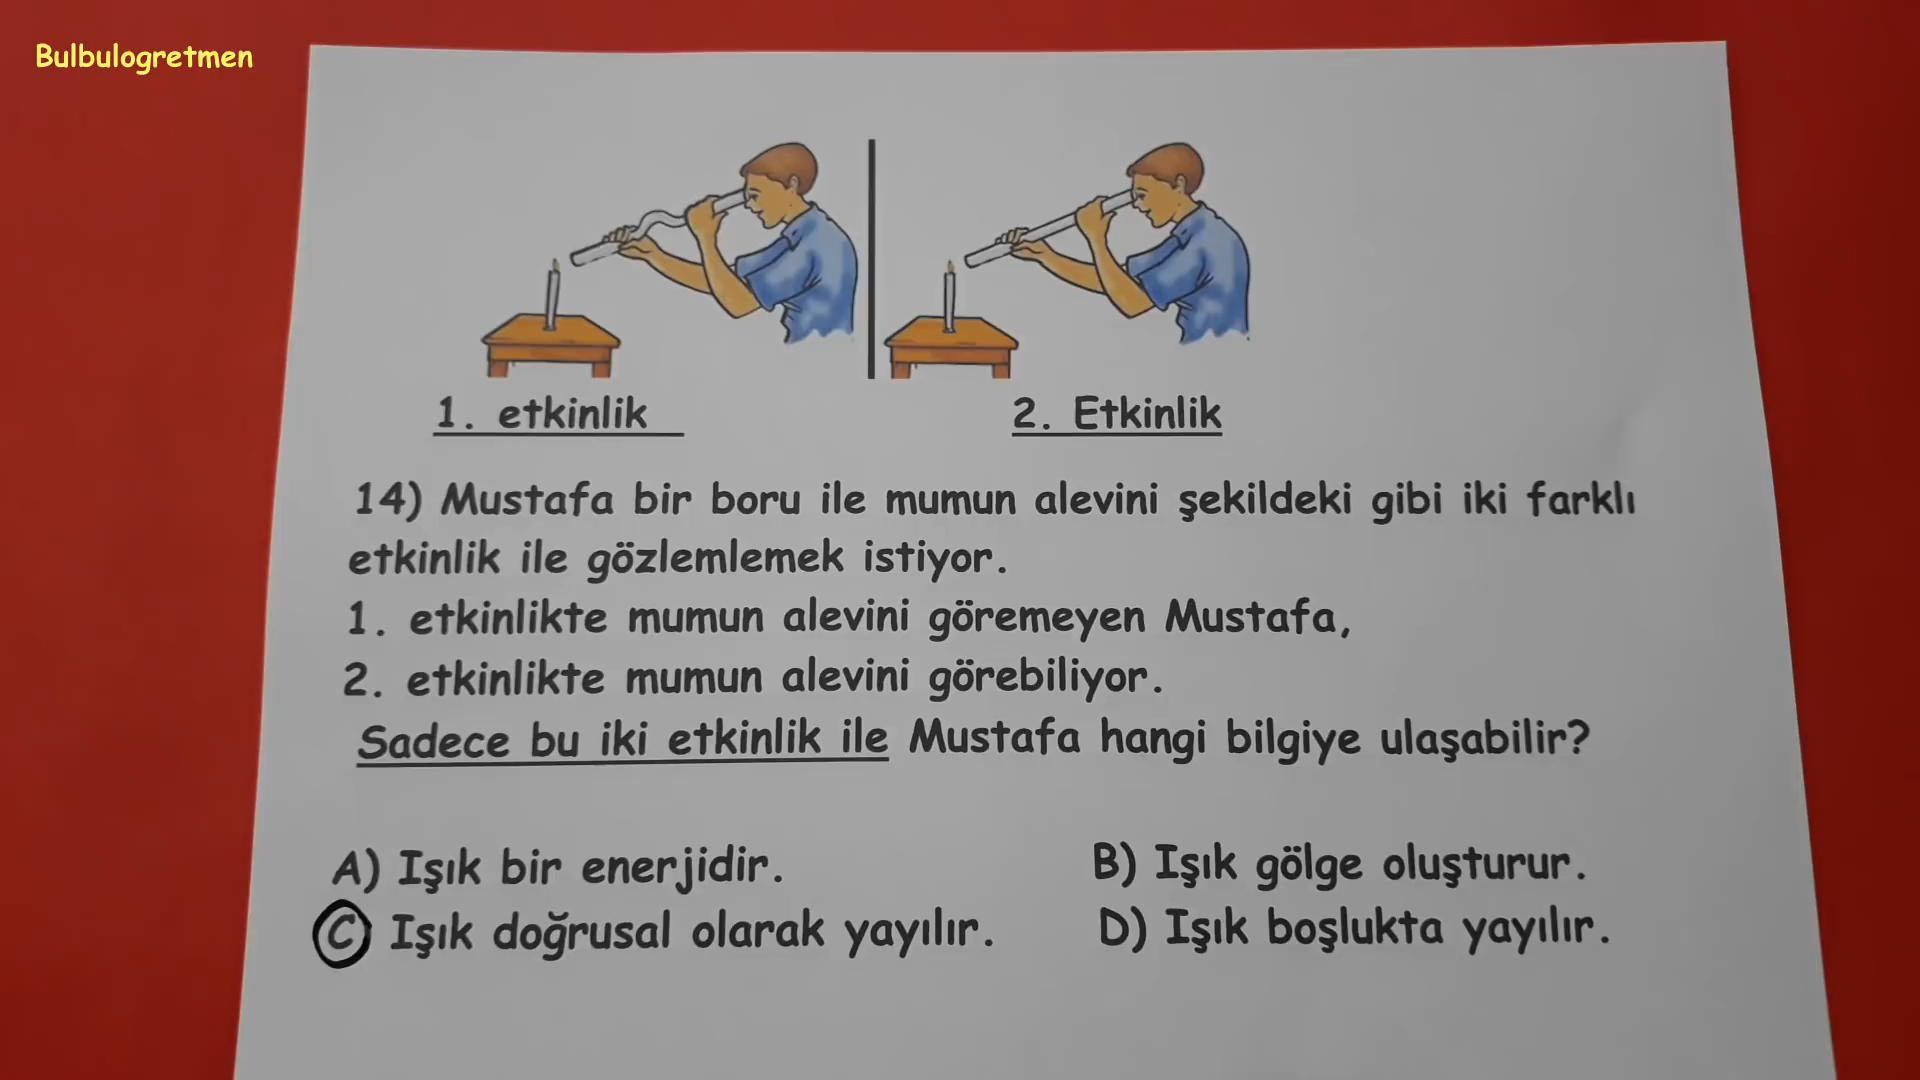 Bulbulogretmen
1. etkinlik
2. Etkinlik
14) Mustafa bir boru ile mumun alevini şekildeki gibi iki farklı
etkinlik ile gözlemlemek istiyor.
1. etkinlikte mumun alevini göremeyen Mustafa,
2. etkinlikte mumun alevini görebiliyor.
Sadece bu iki etkinlik ile Mustafa hangi bilgiye ulaşabilir?
A) Işık bir enerjidir.
B) Işık gölge oluşturur.
C) Işık doğrusal olarak yayılır.
D) Işık boşlukta yayılır.